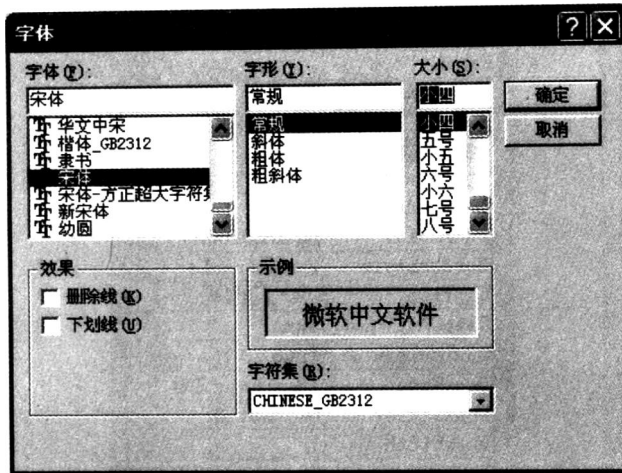 字体
字体(F):
宋体
华文中宋
楷体_GB2312
隶书
宋体
宋体-方正超大字符集
新宋体
幼圆
字形(Y):
常规
常规
斜体
粗体
粗斜体
大小(S):
小四
小四
五号
小五
六号
小六
七号
八号
确定
取消
效果
删除线(K)
下划线(U)
示例
微软中文软件
字符集(R):
CHINESE_GB2312